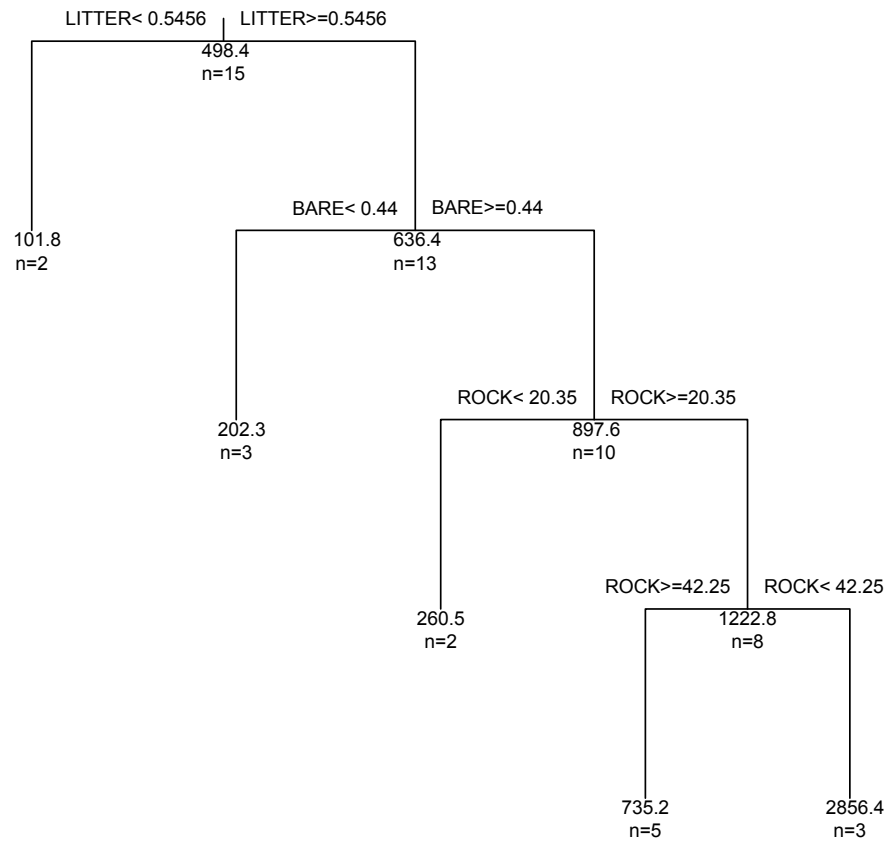 LITTER< 0.5456 LITTER>=0.5456
498.4
n=15
BARE< 0.44 BARE>=0.44
101.8
n=2
636.4
n=13
ROCK< 20.35 ROCK>=20.35
202.3
n=3
897.6
n=10
ROCK>=42.25 ROCK< 42.25
260.5
n=2
1222.8
n=8
735.2
n=5
2856.4
n=3